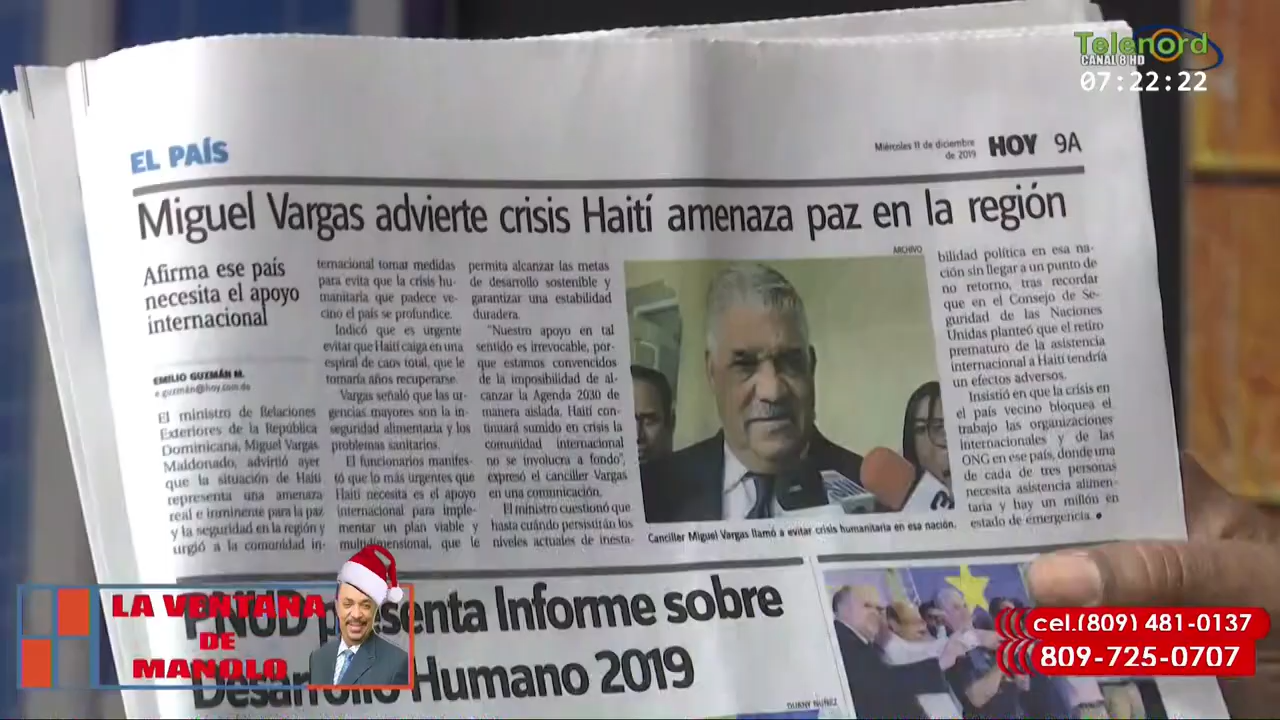 Telenord
CANAL 8 HD
07:22:22
EL PAÍS
Miércoles 11 de diciembre
de 2019
HOY 9A
Miguel Vargas advierte crisis Haití amenaza paz en la región
Afirma ese país
necesita el apoyo
internacional
EMILIO GUZMÁN M.
e.guzmán@hoy.com.do
El ministro de Relaciones
Exteriores de la República
Dominicana, Miguel Vargas
Maldonado, advirtió ayer
que la situación de Haití
representa una amenaza
real e inminente para la paz
y la seguridad en la región y
urgió a la comunidad in-
ternacional tomar medidas
para evita que la crisis hu-
manitaria que padece ve-
cino el país se profundice.
Indicó que es urgente
evitar que Haití caiga en una
espiral de caos total, que le
tomaría años recuperarse.
Vargas señaló que las ur-
gencias mayores son la in-
seguridad alimentaria y los
problemas sanitarios.
El funcionarios manifes-
tó que lo más urgentes que
Haití necesita es el apoyo
internacional para imple-
mentar un plan viable y
multidimensional, que le
permita alcanzar las metas
de desarrollo sostenible y
garantizar una estabilidad
duradera.
"Nuestro apoyo en tal
sentido es irrevocable, por-
que estamos convencidos
de la imposibilidad de al-
canzar la Agenda 2030 de
manera aislada. Haití con-
tinuará sumido en crisis la
comunidad internacional
no se involucra a fondo",
expresó el canciller Vargas
en una comunicación.
El ministro cuestionó que
hasta cuándo persistirán los
niveles actuales de inesta-
ARCHIVO
Canciller Miguel Vargas llamó a evitar crisis humanitaria en esa nación.
bilidad política en esa na-
ción sin llegar a un punto de
no retorno, tras recordar
que en el Consejo de Se-
guridad de las Naciones
Unidas planteó que el retiro
prematuro de la asistencia
internacional a Haití tendría
un efectos adversos.
Insistió en que la crisis en
el país vecino bloquea el
trabajo las organizaciones
internacionales y de las
ONG en ese país, donde una
de cada de tres personas
necesita asistencia alimen-
taria y hay un millón en
estado de emergencia.
PNUD presenta Informe sobre
Desarrollo Humano 2019
DUANY NUÑEZ
LA VENTANA
DE
MANOLO
cel.(809) 481-0137
809-725-0707